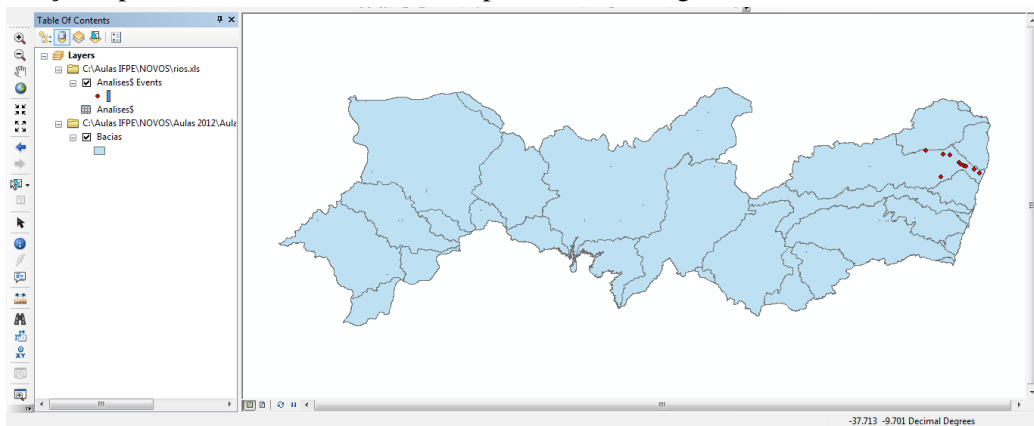 Table Of Contents
Layers
C:\Aulas IFPE\NOVOS\rios.xls
Analises$ Events
Analises$
C:\Aulas IFPE\NOVOS\Aulas 2012\Aula
Bacias
XY
-37.713 -9.701 Decimal Degrees